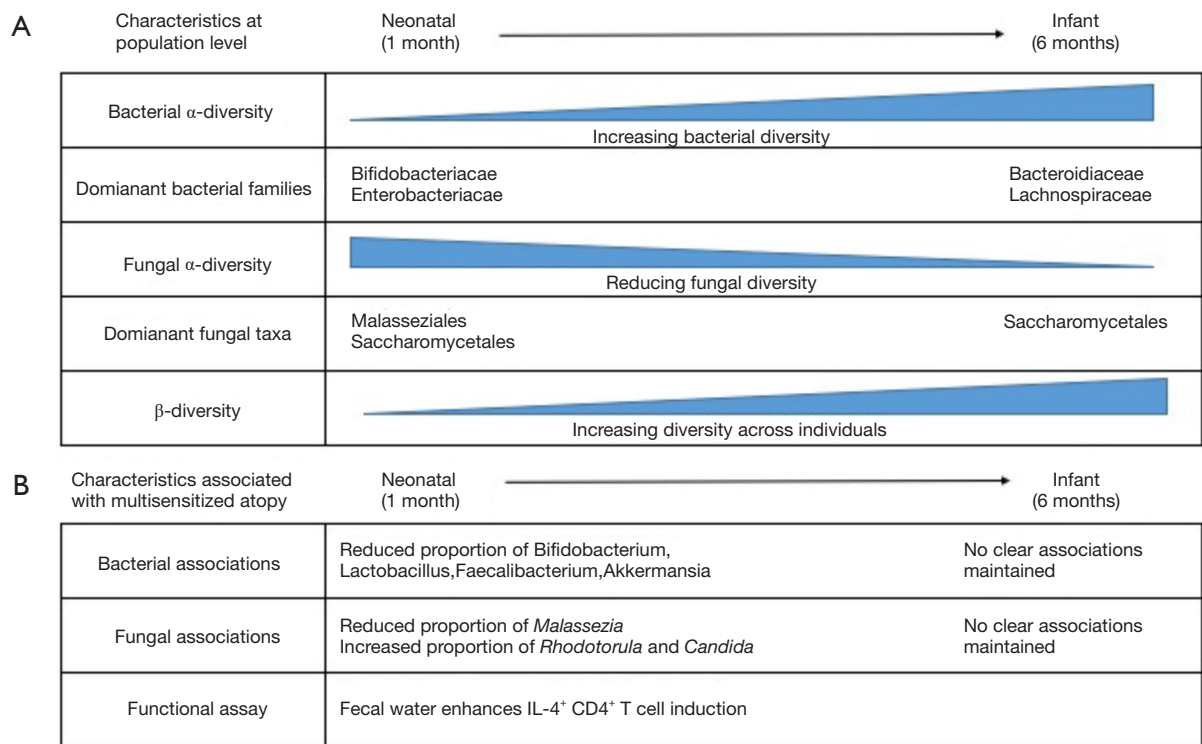 A
Characteristics at
population level
Neonatal
(1 month)
Infant
(6 months)
Bacterial α-diversity
Increasing bacterial diversity
Domianant bacterial families
Bifidobacteriacae
Enterobacteriacae
Bacteroidiaceae
Lachnospiraceae
Fungal α-diversity
Reducing fungal diversity
Domianant fungal taxa
Malasseziales
Saccharomycetales
Saccharomycetales
β-diversity
Increasing diversity across individuals
B
Characteristics associated
with multisensitized atopy
Neonatal
(1 month)
Infant
(6 months)
Bacterial associations
Reduced proportion of Bifidobacterium,
Lactobacillus,Faecalibacterium,Akkermansia
No clear associations
maintained
Fungal associations
Reduced proportion of Malassezia
Increased proportion of Rhodotorula and Candida
No clear associations
maintained
Functional assay
Fecal water enhances IL-4⁺ CD4⁺ T cell induction